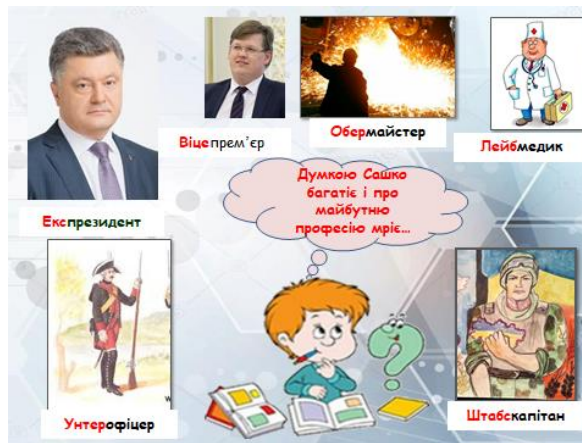 Віцепрем’єр
Обермайстер
Лейбмедик
Експрезидент
Думкою Сашко
багатіє і про
майбутню
професію мріє...
Унтерофіцер
Штабскапітан